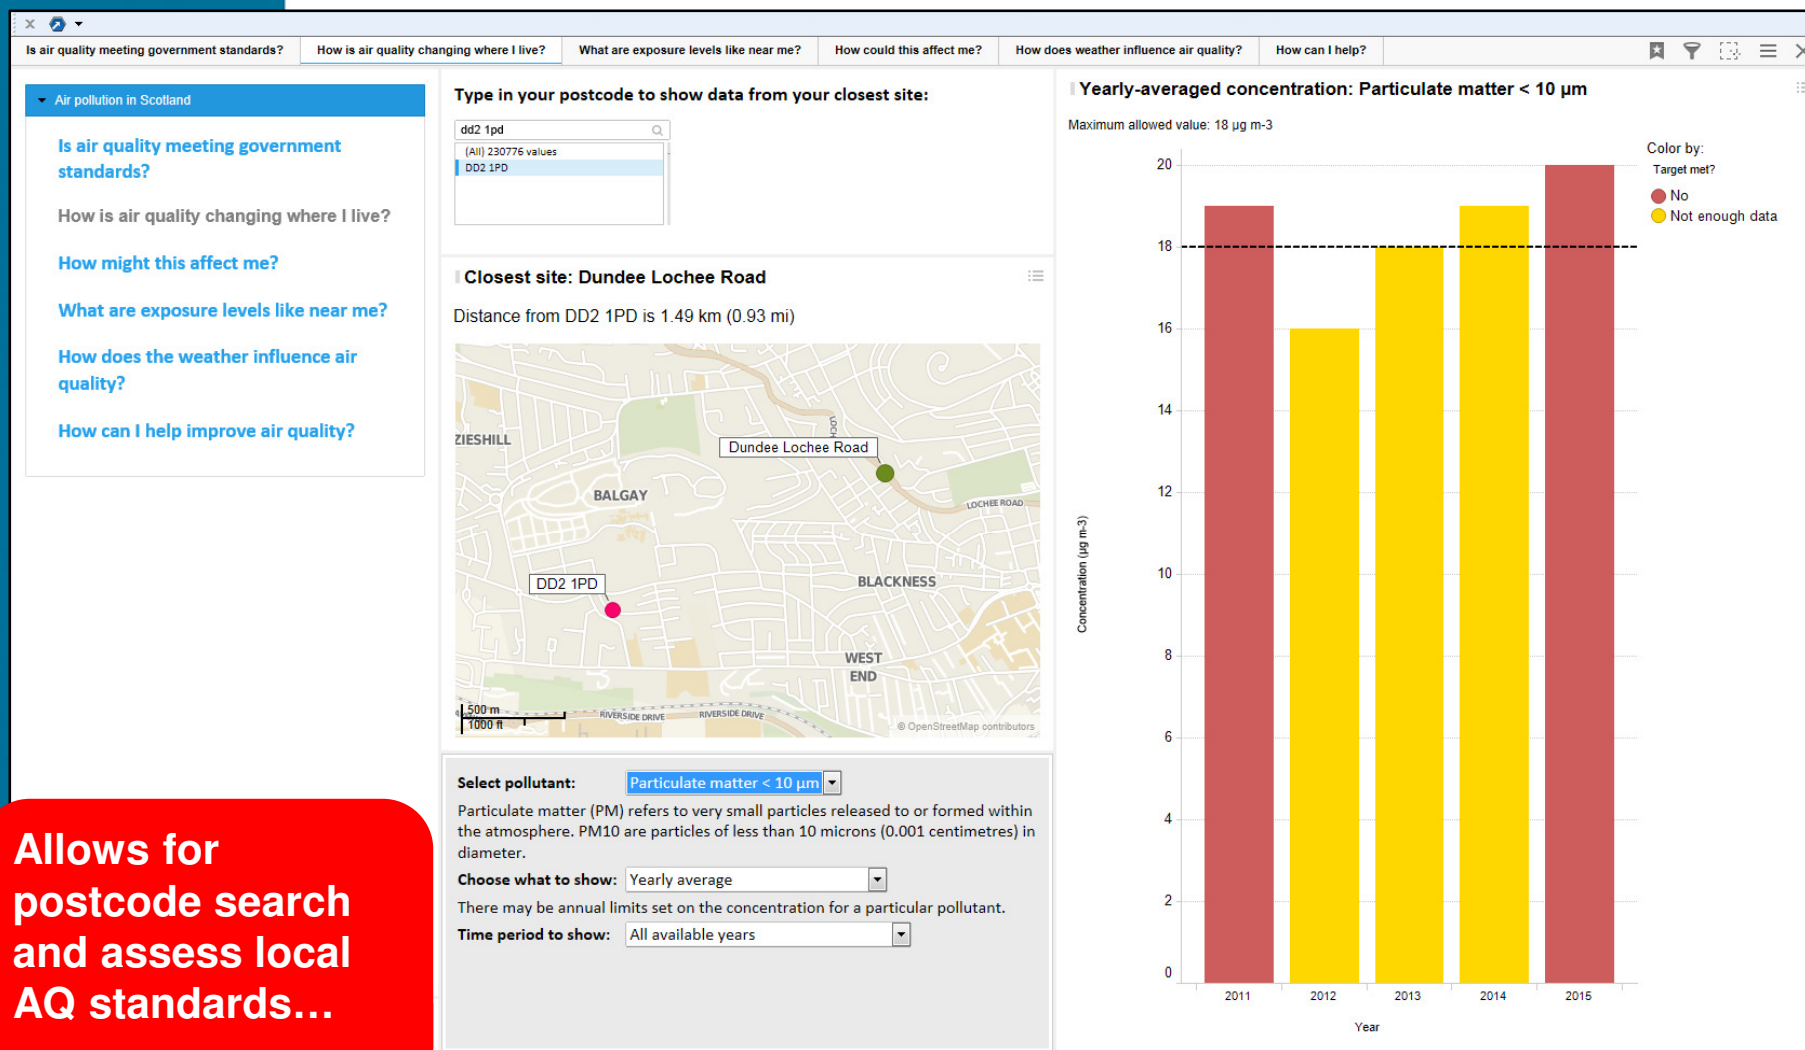 Is air quality meeting government standards?
How is air quality changing where I live?
What are exposure levels like near me?
How could this affect me?
How does weather influence air quality?
How can I help?
Air pollution in Scotland
Is air quality meeting government
standards?
How is air quality changing where I live?
How might this affect me?
What are exposure levels like near me?
How does the weather influence air
quality?
How can I help improve air quality?
Allows for
postcode search
and assess local
AQ standards...
Type in your postcode to show data from your closest site:
dd2 1pd
(All) 230776 values
DD2 1PD
Closest site: Dundee Lochee Road
Distance from DD2 1PD is 1.49 km (0.93 mi)
ZIESHILL
LOCH
Dundee Lochee Road
BALGAY
LOCHEE ROAD
DD2 1PD
BLACKNESS
WEST
END
500 m
1000 ft
RIVERSIDE DRIVE
RIVERSIDE DRIVE
© OpenStreetMap contributors
Select pollutant: Particulate matter < 10 µm
Particulate matter (PM) refers to very small particles released to or formed within
the atmosphere. PM10 are particles of less than 10 microns (0.001 centimetres) in
diameter.
Choose what to show: Yearly average
There may be annual limits set on the concentration for a particular pollutant.
Time period to show: All available years
Yearly-averaged concentration: Particulate matter < 10 µm
Maximum allowed value: 18 µg m-3
Color by:
Target met?
No
Not enough data
20
18
16
14
12
10
8
6
4
2
0
Concentration (µg m-3)
2011
2012
2013
2014
2015
Year